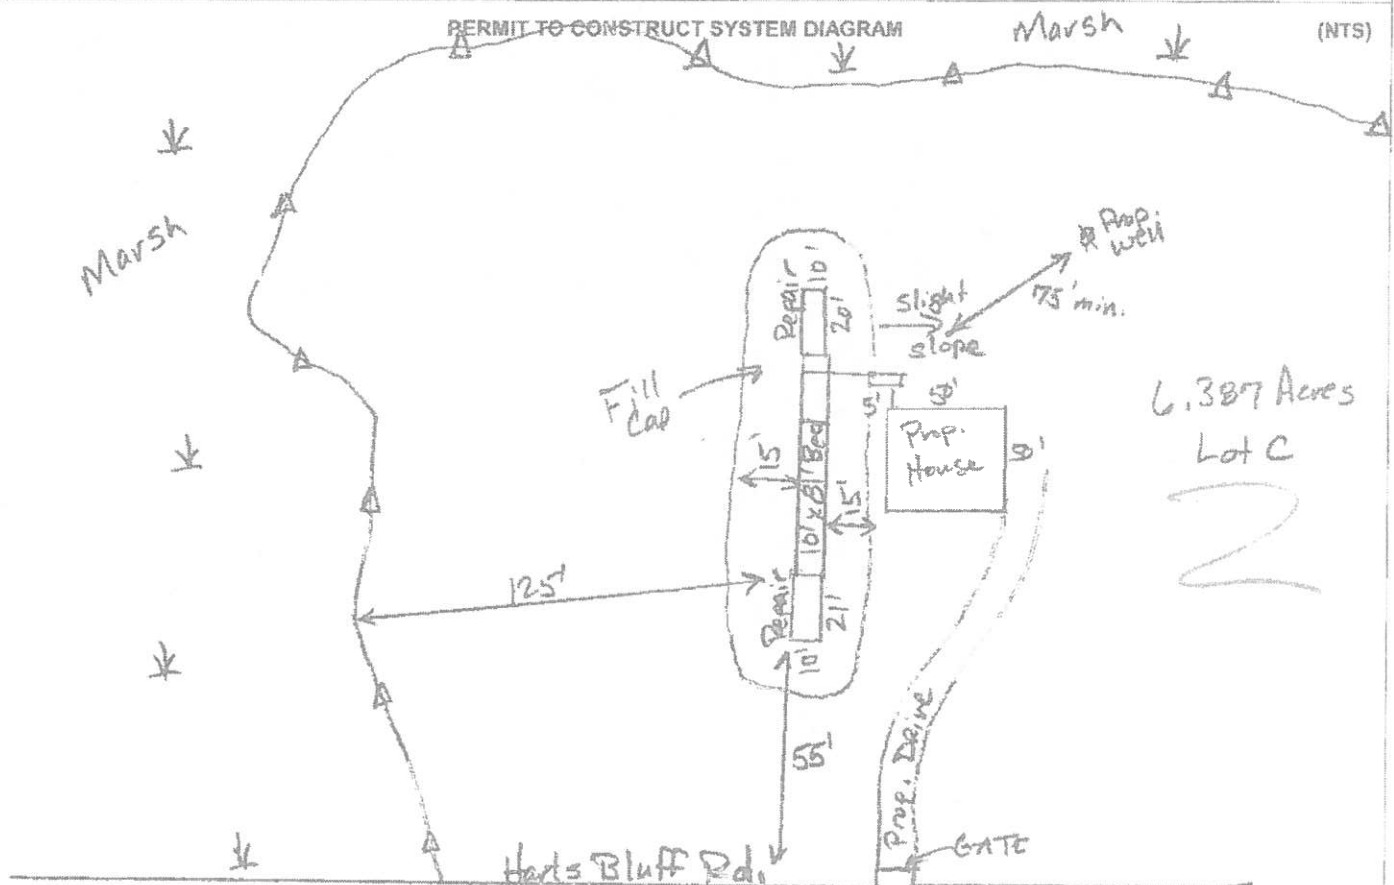 PERMIT TO CONSTRUCT SYSTEM DIAGRAM
Marsh
(NTS)
Marsh
Prop.
Well
75' min.
slight
slope
Repair
10'
20'
Fill
Cap
5'
50'
Prop.
House
50'
6.387 Acres
Lot C
2
15'
10' x 81' Bed
15'
125'
Repair
21'
10'
55'
Prop. Drive
GATE
Harts Bluff Rd.